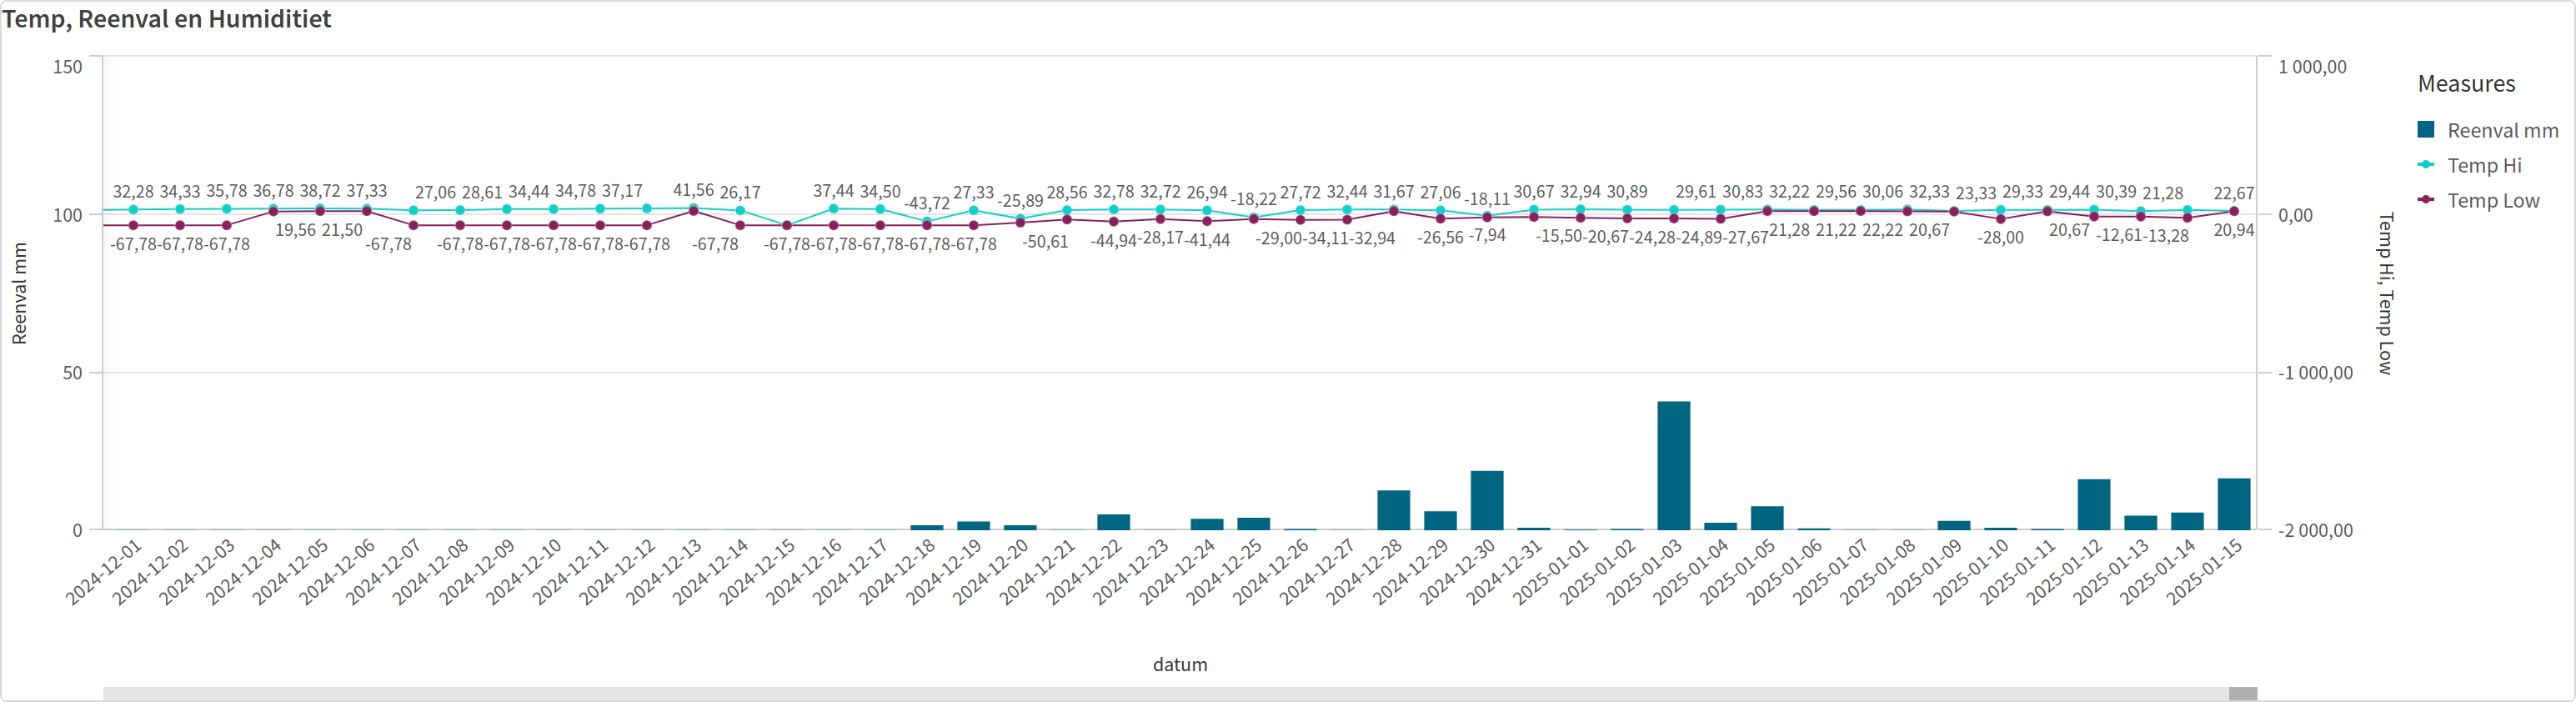 Temp, Reenval en Humiditiet
150
100
50
0
Reenval mm
1 000,00
0,00
-1 000,00
-2 000,00
Temp Hi, Temp Low
Measures
Reenval mm
Temp Hi
Temp Low
32,28 34,33 35,78 36,78 38,72 37,33 27,06 28,61 34,44 34,78 37,17 41,56 26,17 37,44 34,50 -43,72 27,33 -25,89 28,56 32,78 32,72 26,94 -18,22 27,72 32,44 31,67 27,06 -18,11 30,67 32,94 30,89 29,61 30,83 32,22 29,56 30,06 32,33 23,33 29,33 29,44 30,39 21,28 22,67
-67,78 -67,78 -67,78 19,56 21,50 -67,78 -67,78 -67,78 -67,78 -67,78 -67,78 -67,78 -67,78 -67,78 -67,78 -67,78 -67,78 -50,61 -44,94 -28,17 -41,44 -29,00 -34,11 -32,94 -26,56 -7,94 -15,50 -20,67 -24,28 -24,89 -27,67 21,28 21,22 22,22 20,67 -28,00 20,67 -12,61 -13,28 20,94
2024-12-01 2024-12-02 2024-12-03 2024-12-04 2024-12-05 2024-12-06 2024-12-07 2024-12-08 2024-12-09 2024-12-10 2024-12-11 2024-12-12 2024-12-13 2024-12-14 2024-12-15 2024-12-16 2024-12-17 2024-12-18 2024-12-19 2024-12-20 2024-12-21 2024-12-22 2024-12-23 2024-12-24 2024-12-25 2024-12-26 2024-12-27 2024-12-28 2024-12-29 2024-12-30 2024-12-31 2025-01-01 2025-01-02 2025-01-03 2025-01-04 2025-01-05 2025-01-06 2025-01-07 2025-01-08 2025-01-09 2025-01-10 2025-01-11 2025-01-12 2025-01-13 2025-01-14 2025-01-15
datum